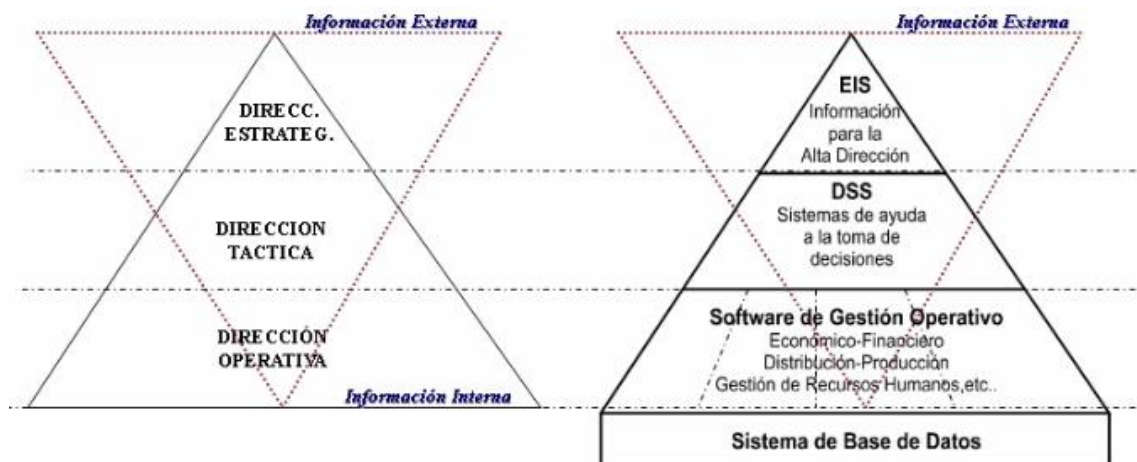 Información Externa
DIRECC.
ESTRATEG.
DIRECCION
TACTICA
DIRECCIÓN
OPERATIVA
Información Interna
Información Externa
EIS
Información
para la
Alta Dirección
DSS
Sistemas de ayuda
a la toma de
decisiones
Software de Gestión Operativo
Económico-Financiero
Distribución-Producción
Gestión de Recursos Humanos,etc..
Sistema de Base de Datos